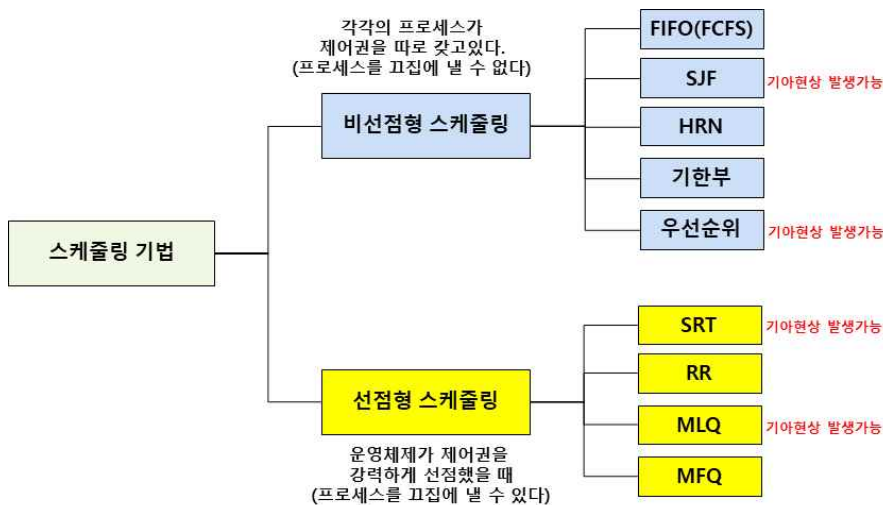 각각의 프로세스가
제어권을 따로 갖고있다.
(프로세스를 끄집에 낼 수 없다)
비선점형 스케줄링
FIFO(FCFS)
SJF
기아현상 발생가능
HRN
기한부
우선순위
기아현상 발생가능
스케줄링 기법
선점형 스케줄링
운영체제가 제어권을
강력하게 선점했을 때
(프로세스를 끄집에 낼 수 있다)
SRT
기아현상 발생가능
RR
MLQ
기아현상 발생가능
MFQ